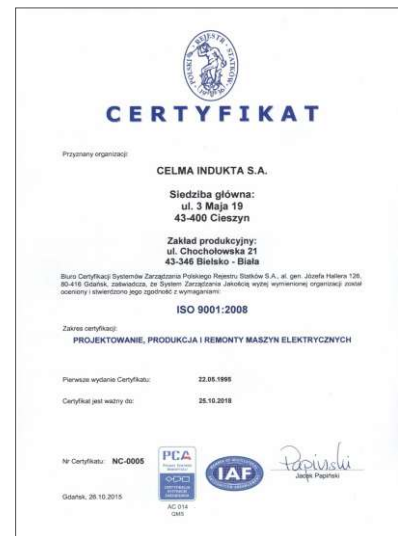 POLSKI REJESTR STATKÓW
1936
CERTYFIKAT
Przyznany organizacji:
CELMA INDUKTA S.A.
Siedziba główna:
ul. 3 Maja 19
43-400 Cieszyn
Zakład produkcyjny:
ul. Chochołowska 21
43-346 Bielsko - Biała
Biuro Certyfikacji Systemów Zarządzania Polskiego Rejestru Statków S.A., al. gen. Józefa Hallera 126,
80-416 Gdańsk, zaświadcza, że System Zarządzania Jakością wyżej wymienionej organizacji został
oceniony i stwierdzono jego zgodność z wymaganiami:
ISO 9001:2008
Zakres certyfikacji:
PROJEKTOWANIE, PRODUKCJA I REMONTY MASZYN ELEKTRYCZNYCH
Pierwsze wydanie Certyfikatu: 22.05.1995
Certyfikat jest ważny do: 25.10.2018
Nr Certyfikatu: NC-0005
PCA
IAF
Papiński
Jacek Papiński
Gdańsk, 26.10.2015
AC 014
QMS